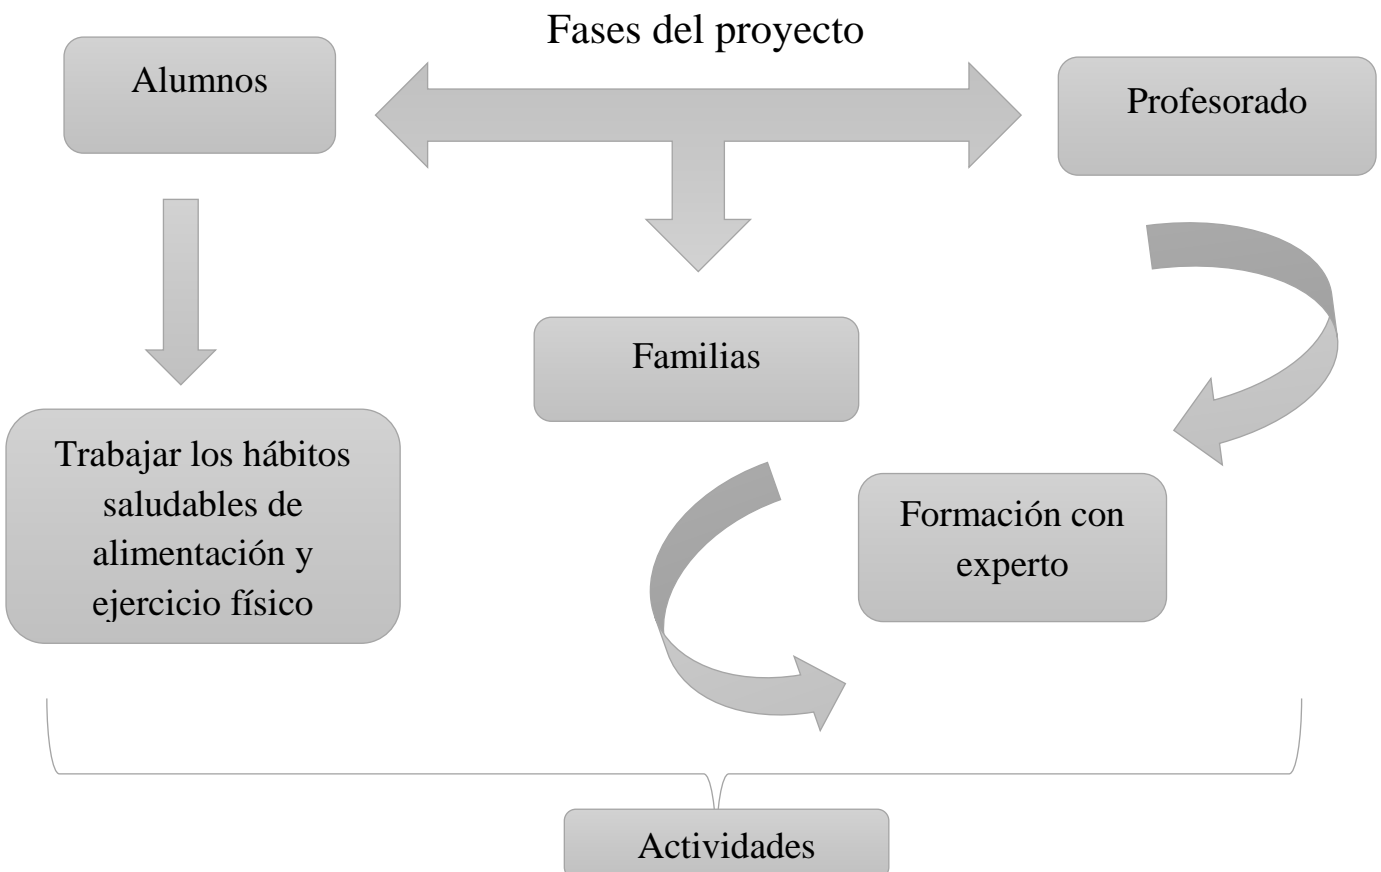 Fases del proyecto
Alumnos
Profesorado
Familias
Trabajar los hábitos
saludables de
alimentación y
ejercicio físico
Formación con
experto
Actividades